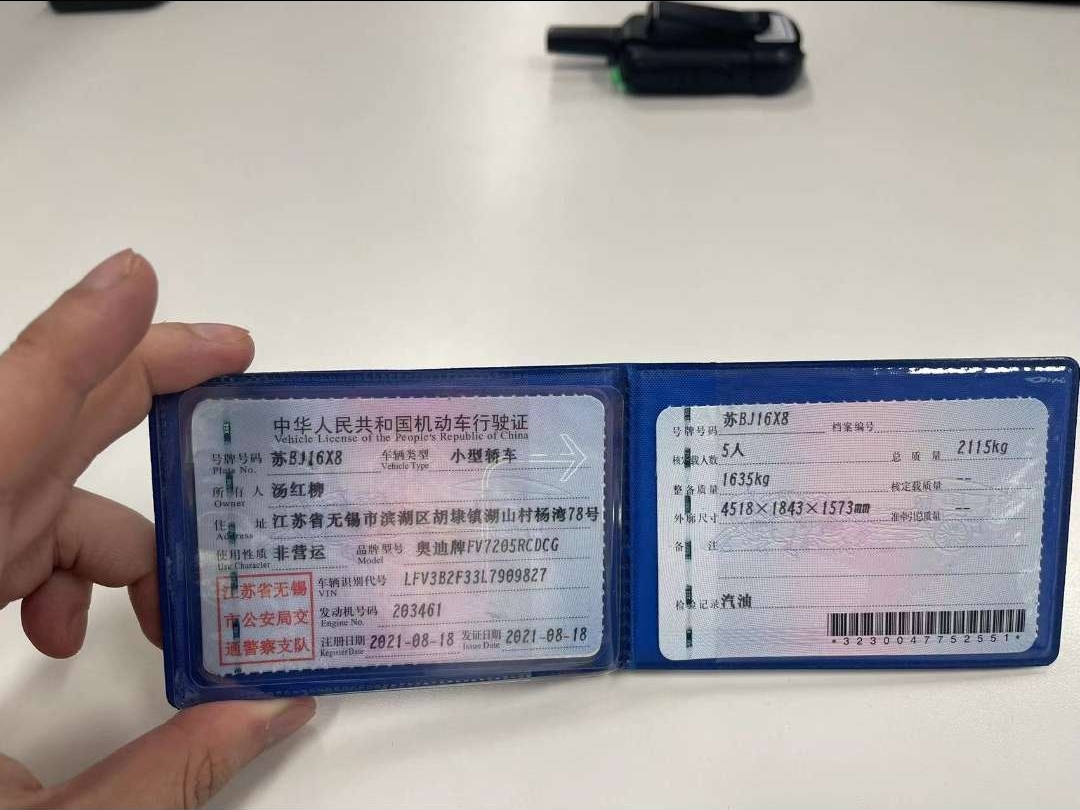 中华人民共和国机动车行驶证
Vehicle License of the People's Republic of China
号牌号码 苏BJ16X8 车辆类型 小型轿车
Plate No. Vehicle Type
所有人 汤红柳
Owner
住址 江苏省无锡市滨湖区胡埭镇湖山村杨湾78号
Address
使用性质 非营运 品牌型号 奥迪牌FV7205RCDCG
Use Character Model
江苏省无锡
市公安局交
通警察支队
车辆识别代号 LFV3B2F33L7909827
VIN
发动机号码 203461
Engine No.
注册日期 2021-08-18 发证日期 2021-08-18
Register Date Issue Date
号牌号码 苏BJ16X8 档案编号
核定载人数 5人 总质量 2115kg
整备质量 1635kg 核定载质量 --
外廓尺寸 4518×1843×1573mm 准牵引总质量 --
备注
检验记录 汽油
*3230047752551*